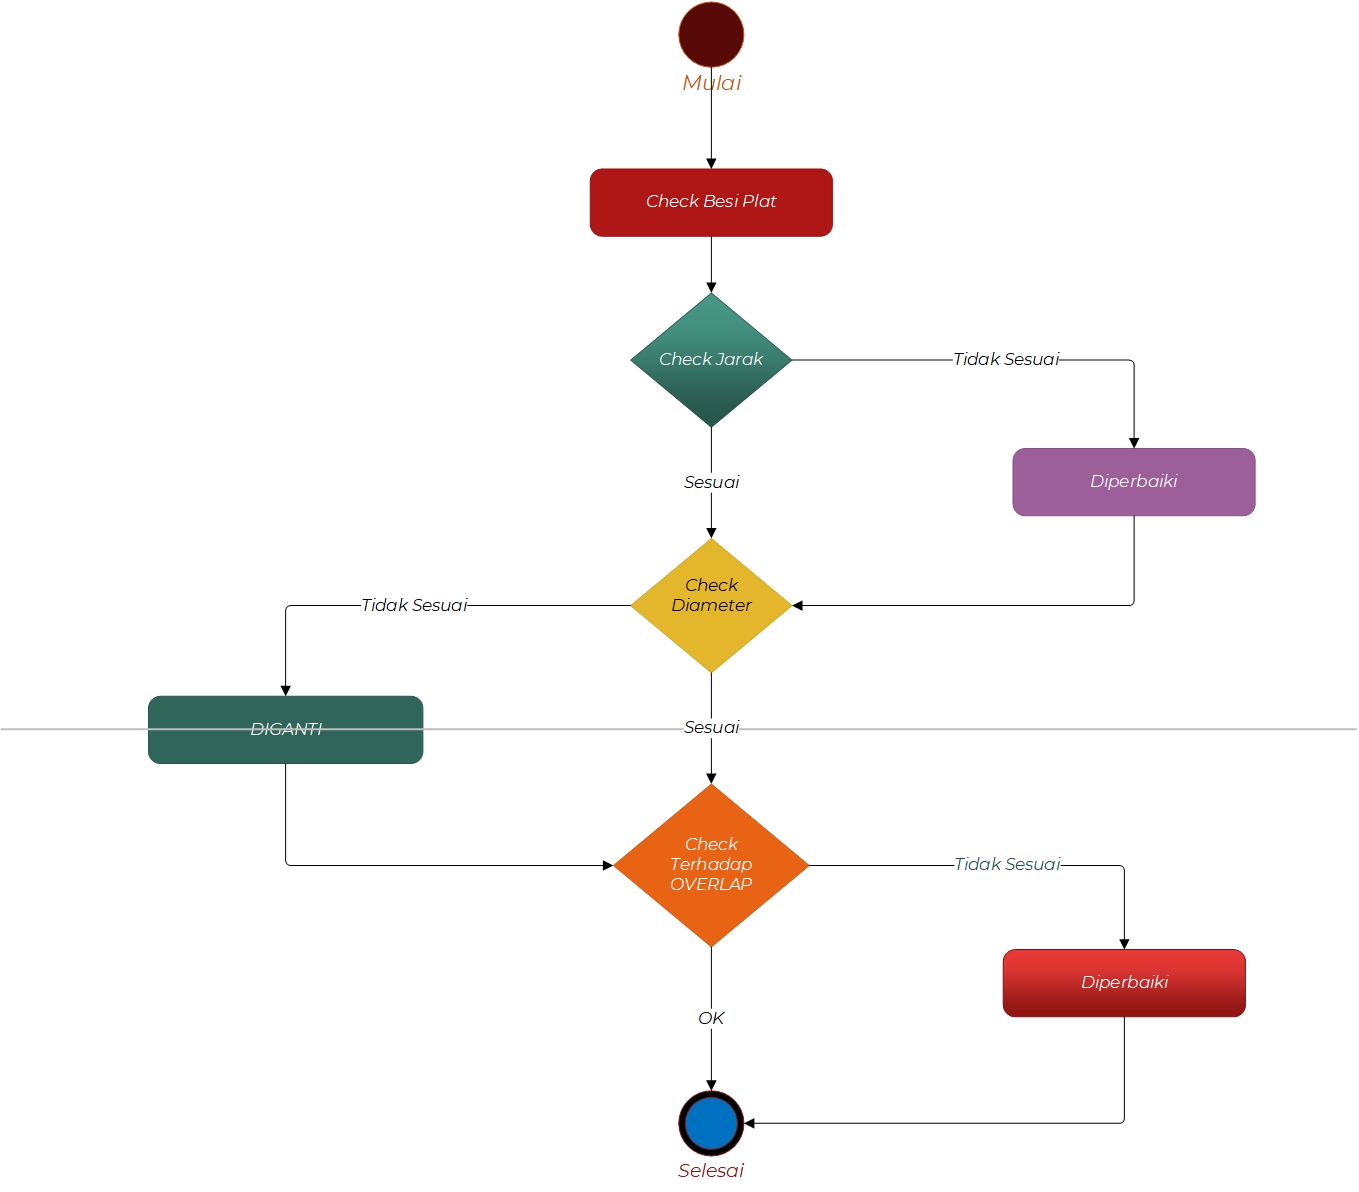 Mulai
Check Besi Plat
Check Jarak
Tidak Sesuai
Sesuai
Diperbaiki
Check
Diameter
Tidak Sesuai
DIGANTI
Sesuai
Check
Terhadap
OVERLAP
Tidak Sesuai
Diperbaiki
OK
Selesai